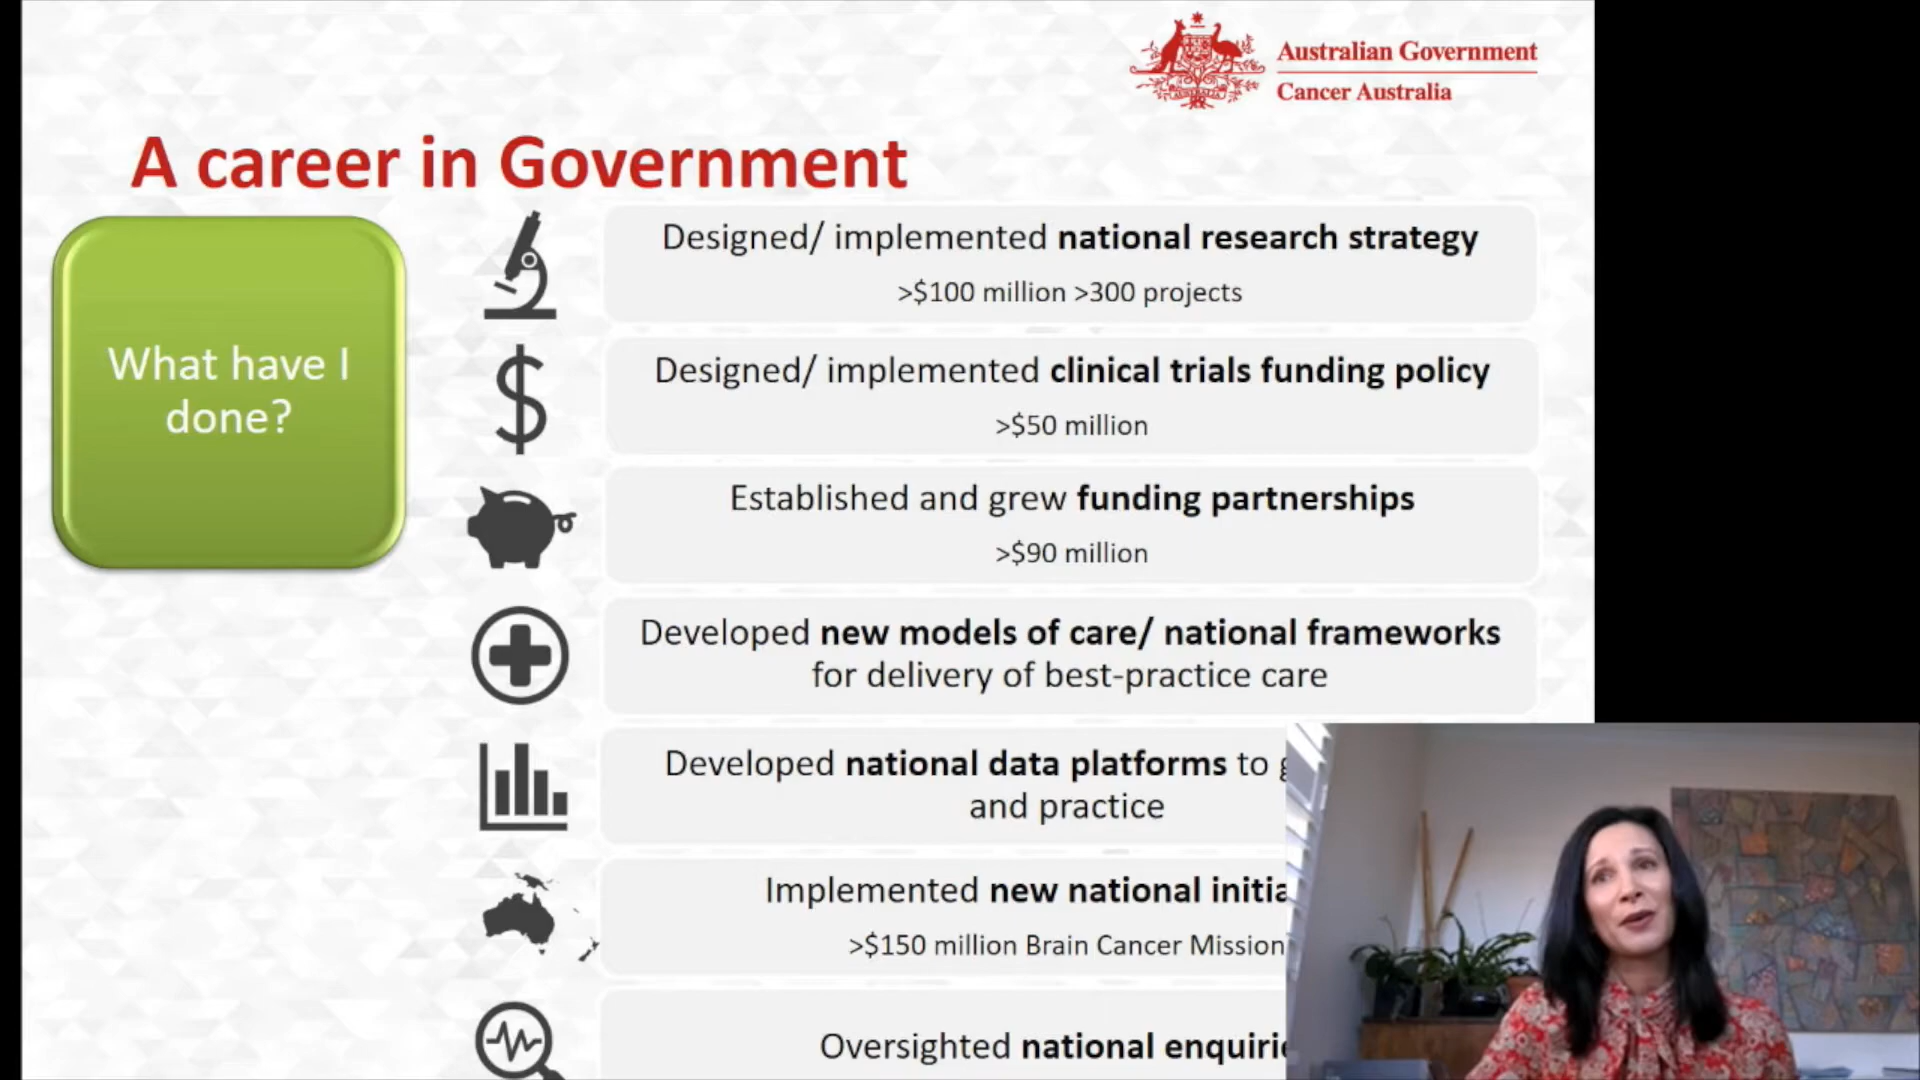 Australian Government
Cancer Australia
A career in Government
What have I
done?
Designed/ implemented national research strategy
>$100 million >300 projects
Designed/ implemented clinical trials funding policy
>$50 million
Established and grew funding partnerships
>$90 million
Developed new models of care/ national frameworks
for delivery of best-practice care
Developed national data platforms to
and practice
Implemented new national
>$150 million Brain Cancer Mission
Oversighted national